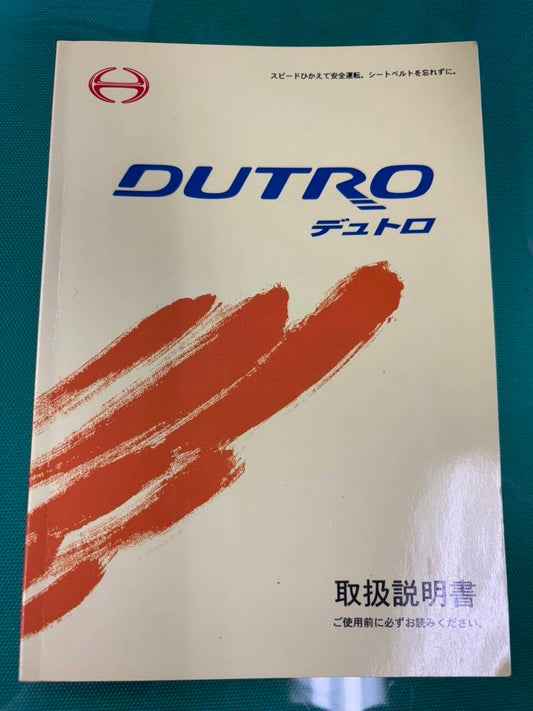 スピードひかえて安全運転。シートベルトを忘れずに。
DUTRO
デュトロ
取扱説明書
ご使用前に必ずお読みください。